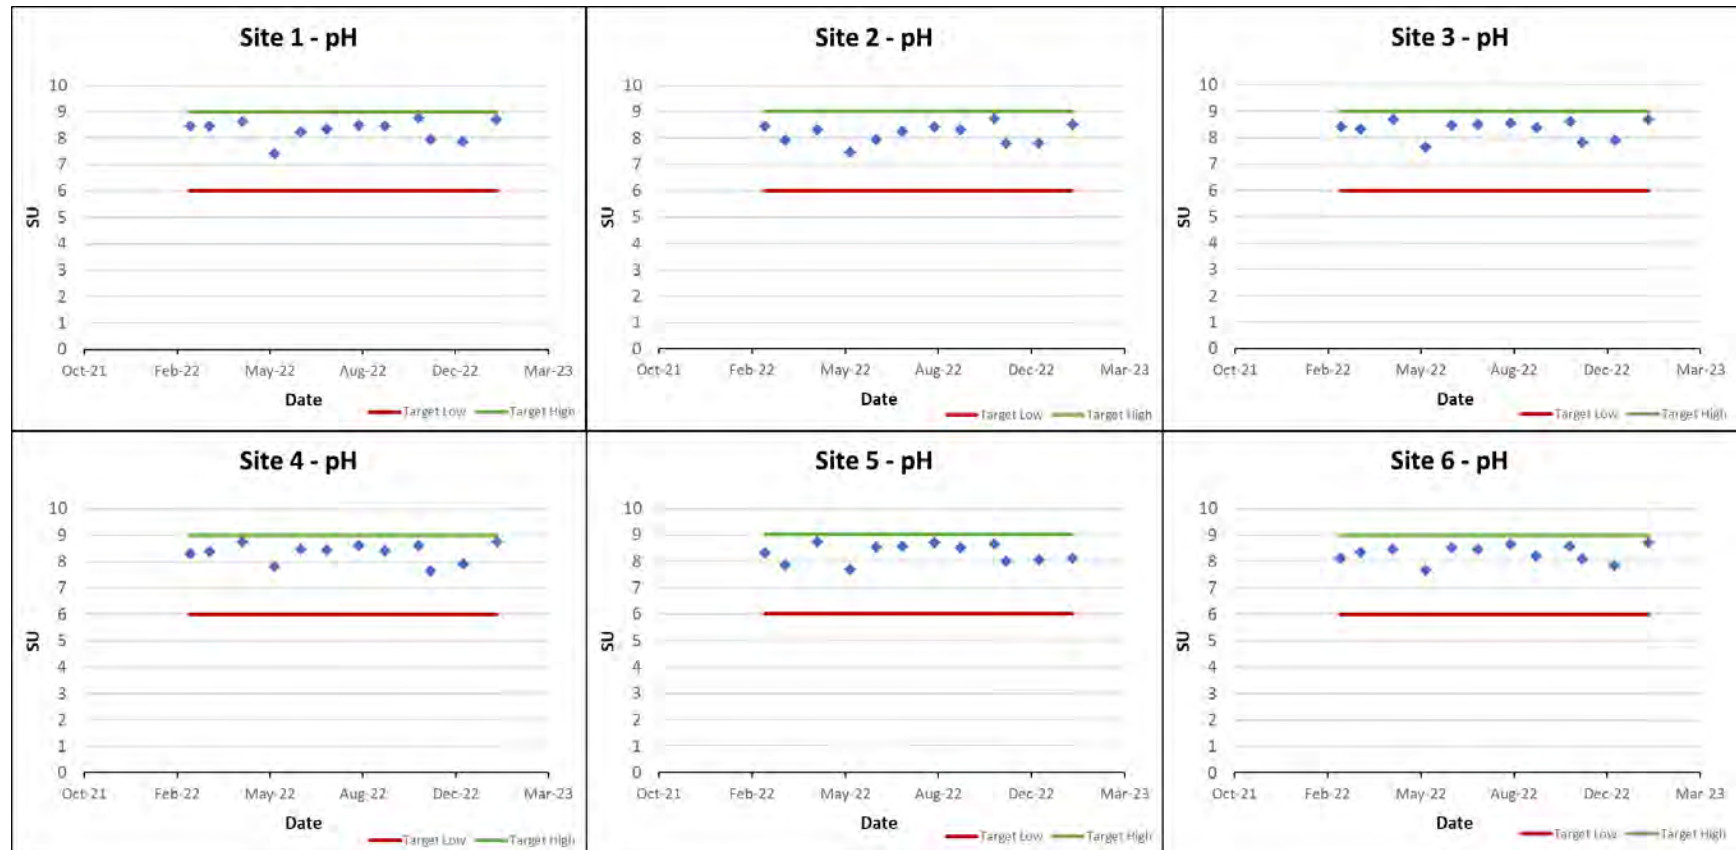 Site 1 - pH
10
9
8
7
6
5
4
3
2
1
0
SU
Oct-21 Feb-22 May-22 Aug-22 Dec-22 Mar-23
Date
Target Low Target High
Site 2 - pH
10
9
8
7
6
5
4
3
2
1
0
SU
Oct-21 Feb-22 May-22 Aug-22 Dec-22 Mar-23
Date
Target Low Target High
Site 3 - pH
10
9
8
7
6
5
4
3
2
1
0
SU
Oct-21 Feb-22 May-22 Aug-22 Dec-22 Mar-23
Date
Target Low Target High
Site 4 - pH
10
9
8
7
6
5
4
3
2
1
0
SU
Oct-21 Feb-22 May-22 Aug-22 Dec-22 Mar-23
Date
Target Low Target High
Site 5 - pH
10
9
8
7
6
5
4
3
2
1
0
SU
Oct-21 Feb-22 May-22 Aug-22 Dec-22 Mar-23
Date
Target Low Target High
Site 6 - pH
10
9
8
7
6
5
4
3
2
1
0
SU
Oct-21 Feb-22 May-22 Aug-22 Dec-22 Mar-23
Date
Target Low Target High